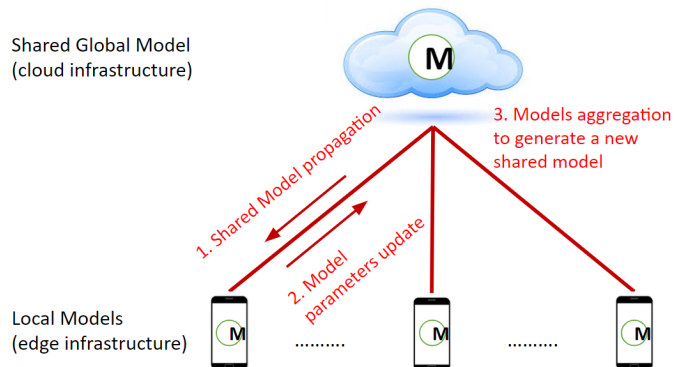 Shared Global Model
(cloud infrastructure)
M
3. Models aggregation
to generate a new
shared model
1. Shared Model propagation
2. Model
parameters update
Local Models
(edge infrastructure)
M
..........
M
..........
M